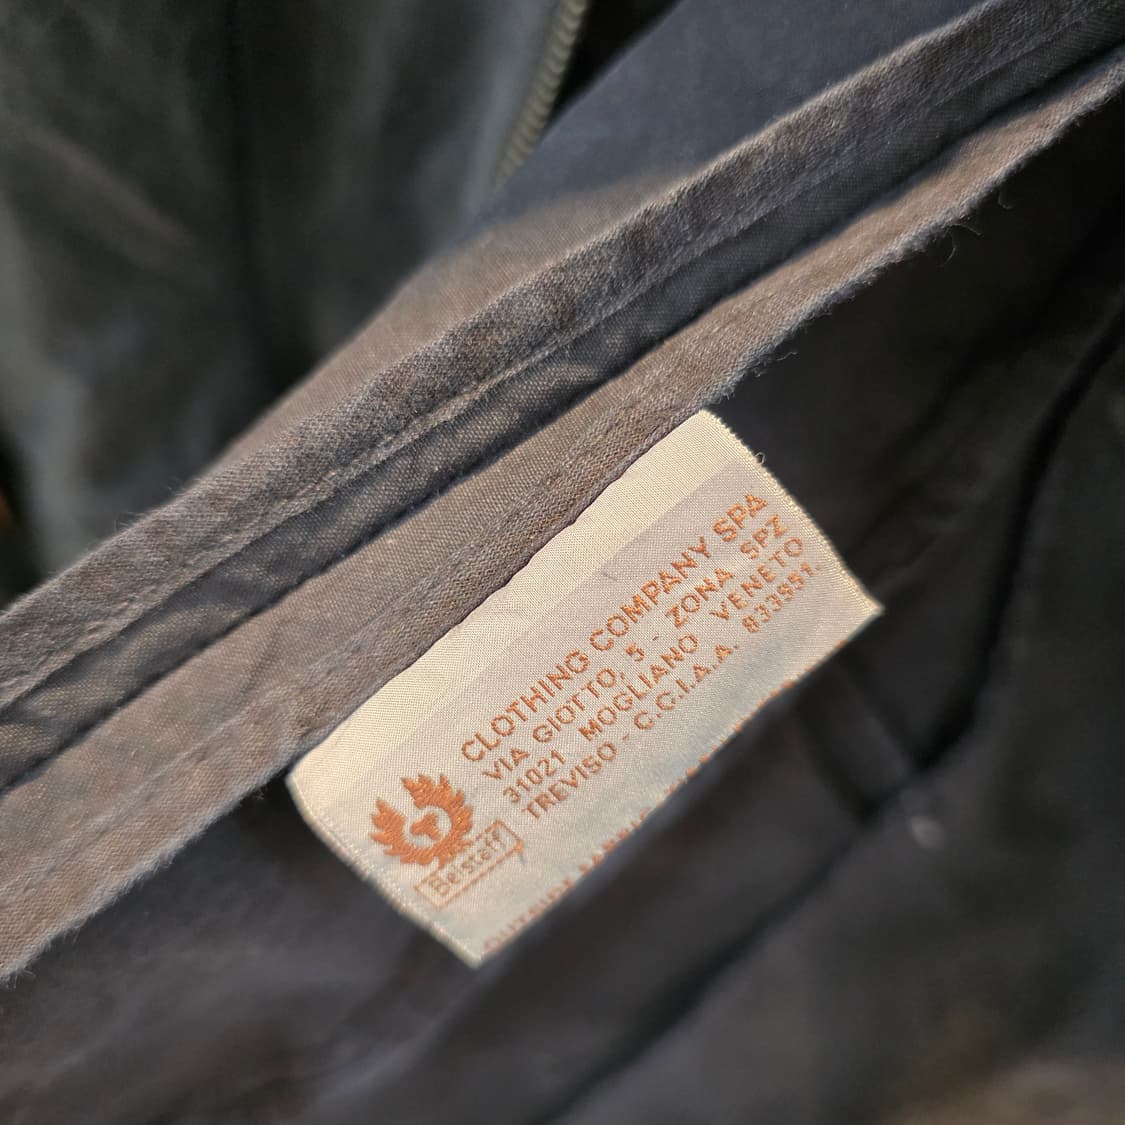 CLOTHING COMPANY SPA
VIA GIOTTO, 5 - ZONA SPZ
31021 MOGLIANO VENETO
TREVISO - C.C.I.A.A. 833551.
Belstaff